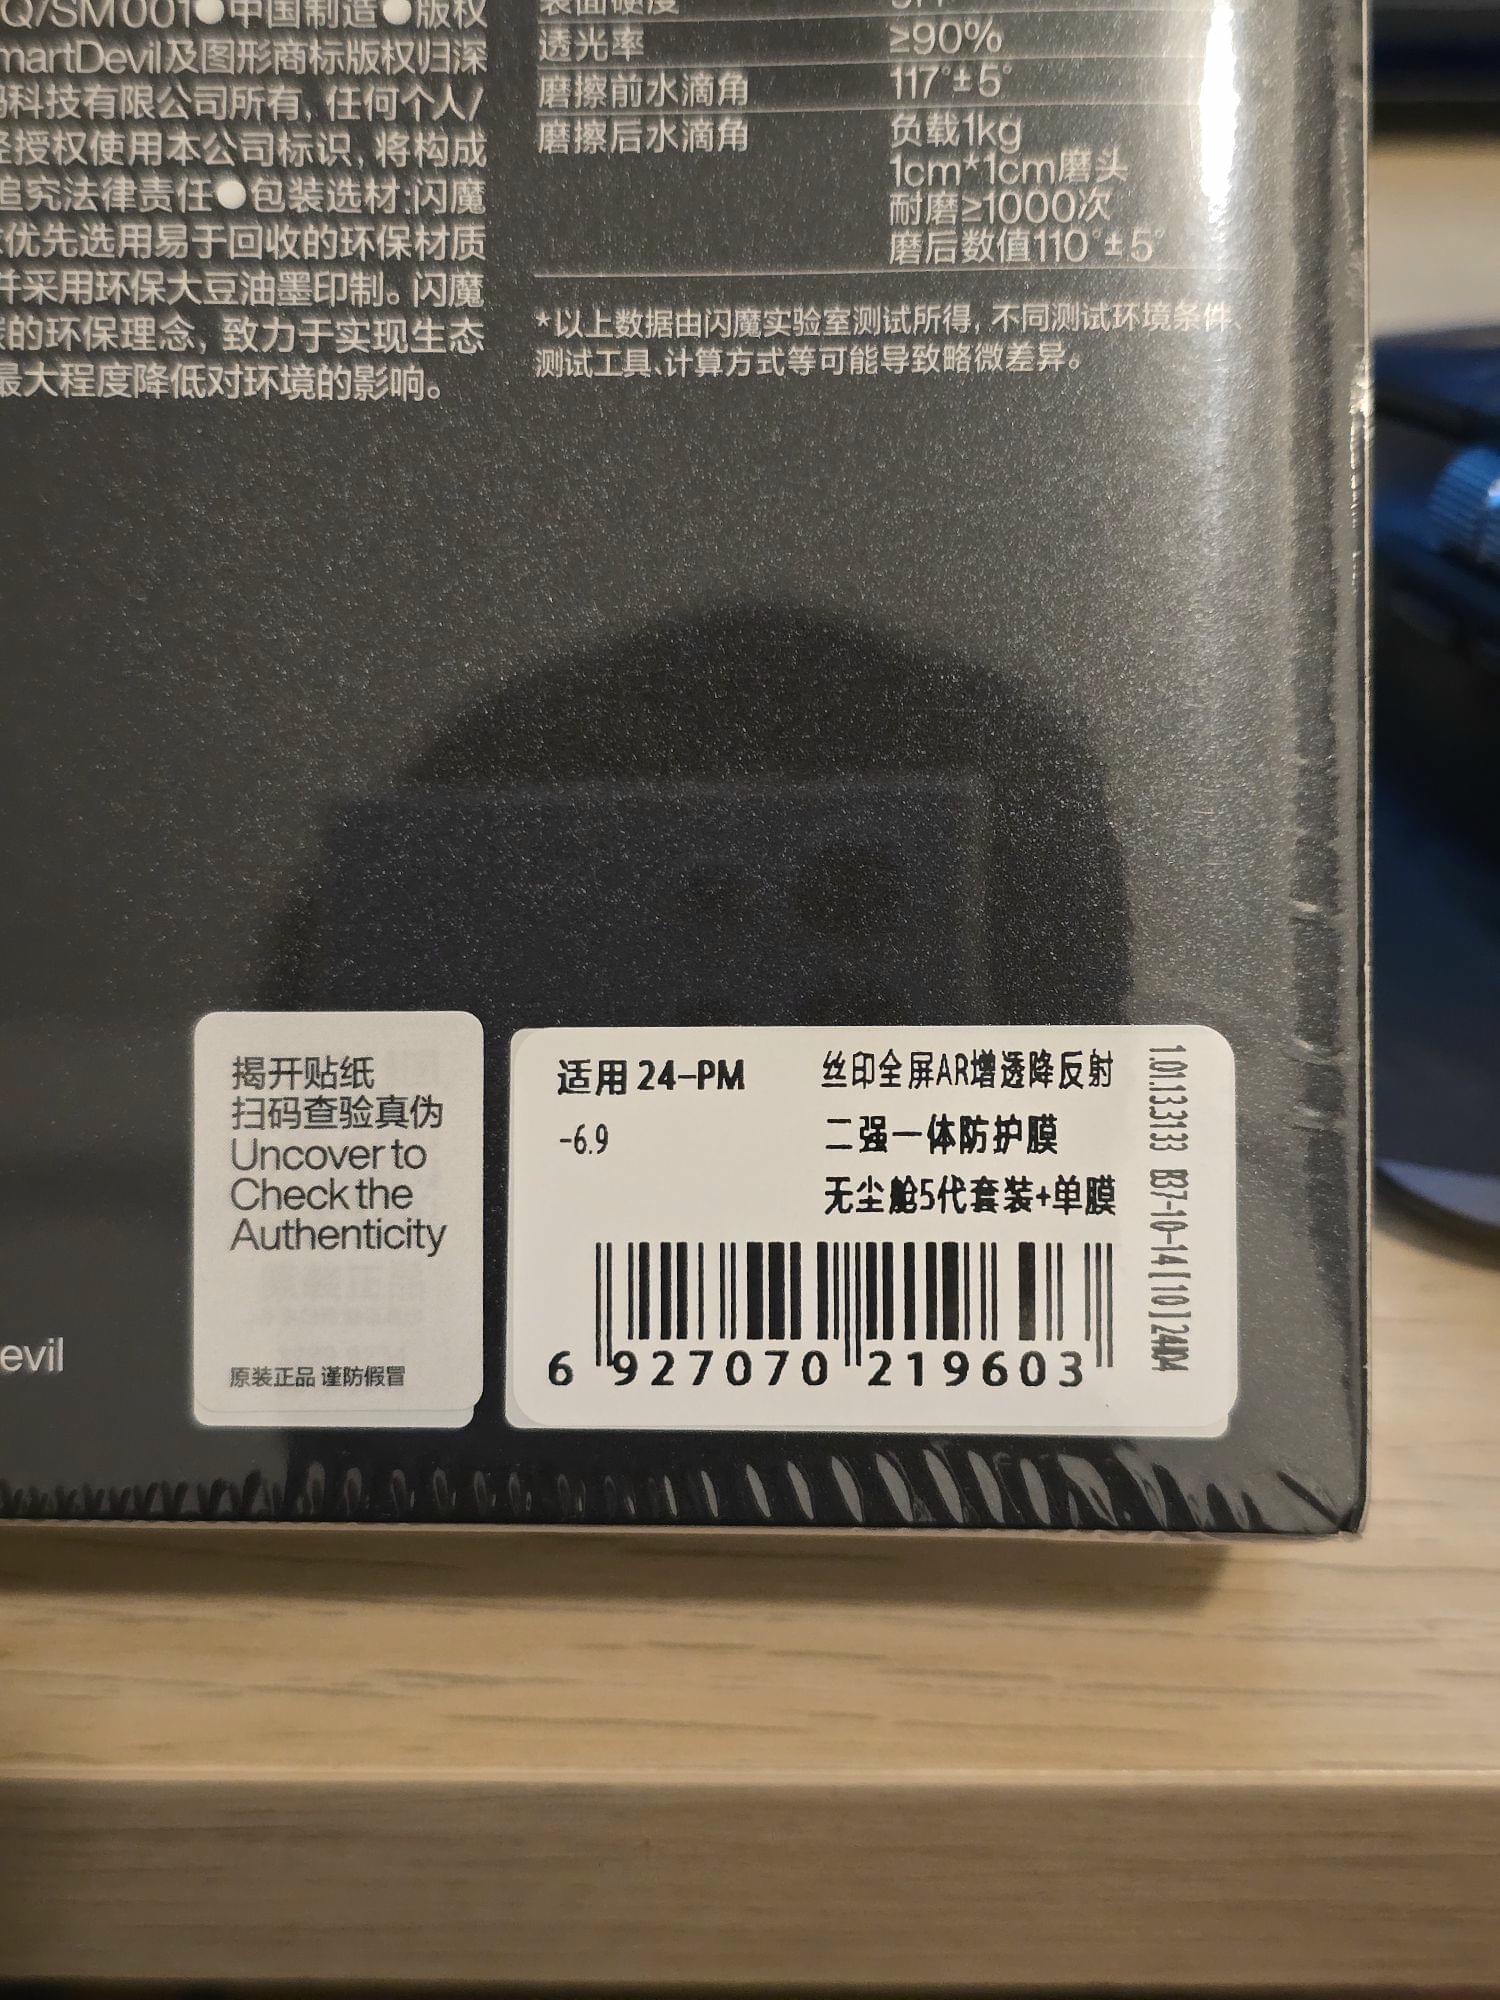 Q/SM001●中国制造●版权
martDevil及图形商标版权归深
码科技有限公司所有, 任何个人/
经授权使用本公司标识, 将构成
追究法律责任●包装选材:闪魔
优先选用易于回收的环保材质
并采用环保大豆油墨印制。闪魔
的环保理念, 致力于实现生态
最大程度降低对环境的影响。
表面硬度
透光率 ≥90%
磨擦前水滴角 117°±5°
磨擦后水滴角 负载1kg
1cm*1cm磨头
耐磨≥1000次
磨后数值110°±5°
*以上数据由闪魔实验室测试所得, 不同测试环境条件、
测试工具、计算方式等可能导致略微差异。
evil
揭开贴纸
扫码查验真伪
Uncover to
Check the
Authenticity
原装正品 谨防假冒
适用 24-PM
-6.9
丝印全屏AR增透降反射
二强一体防护膜
无尘舱5代套装+单膜
6 927070 219603
1.01.13.3133 B37-10-14[10]2404